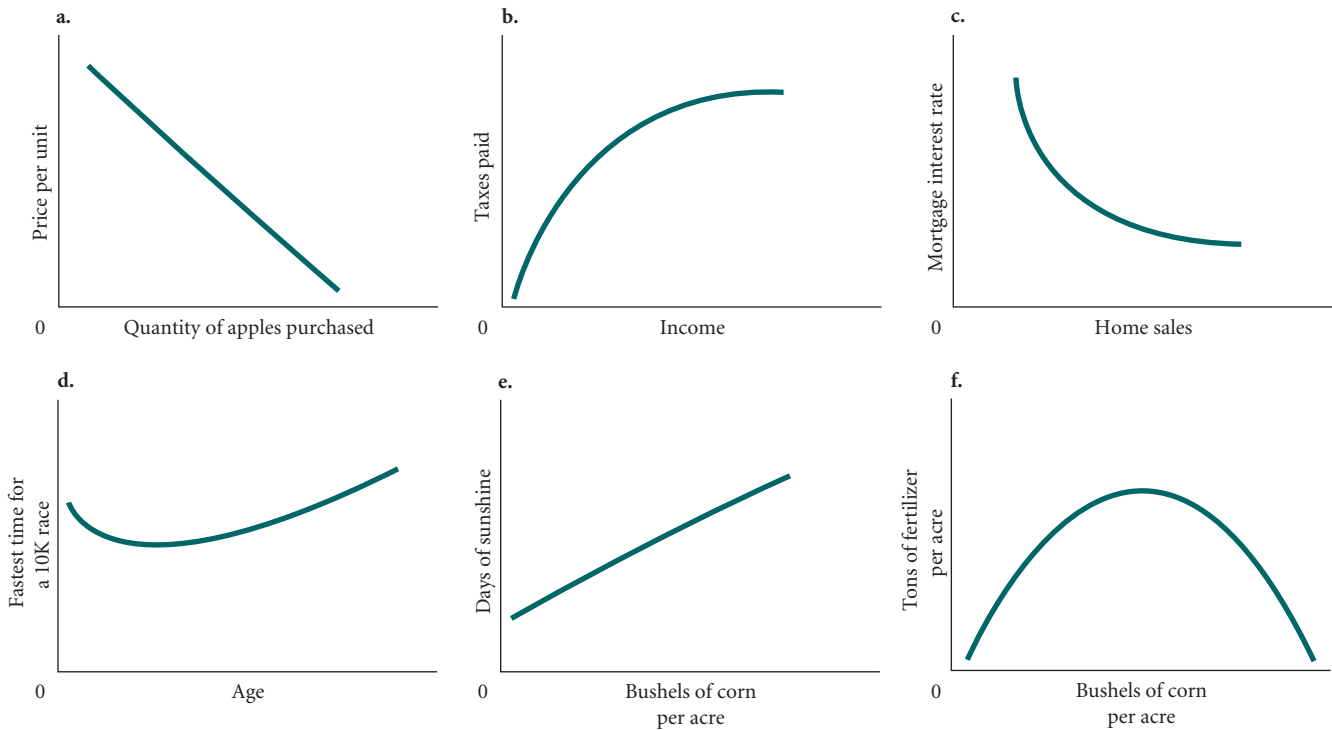 a.
Price per unit
0
Quantity of apples purchased
b.
Taxes paid
0
Income
c.
Mortgage interest rate
0
Home sales
d.
Fastest time for
a 10K race
0
Age
e.
Days of sunshine
0
Bushels of corn
per acre
f.
Tons of fertilizer
per acre
0
Bushels of corn
per acre